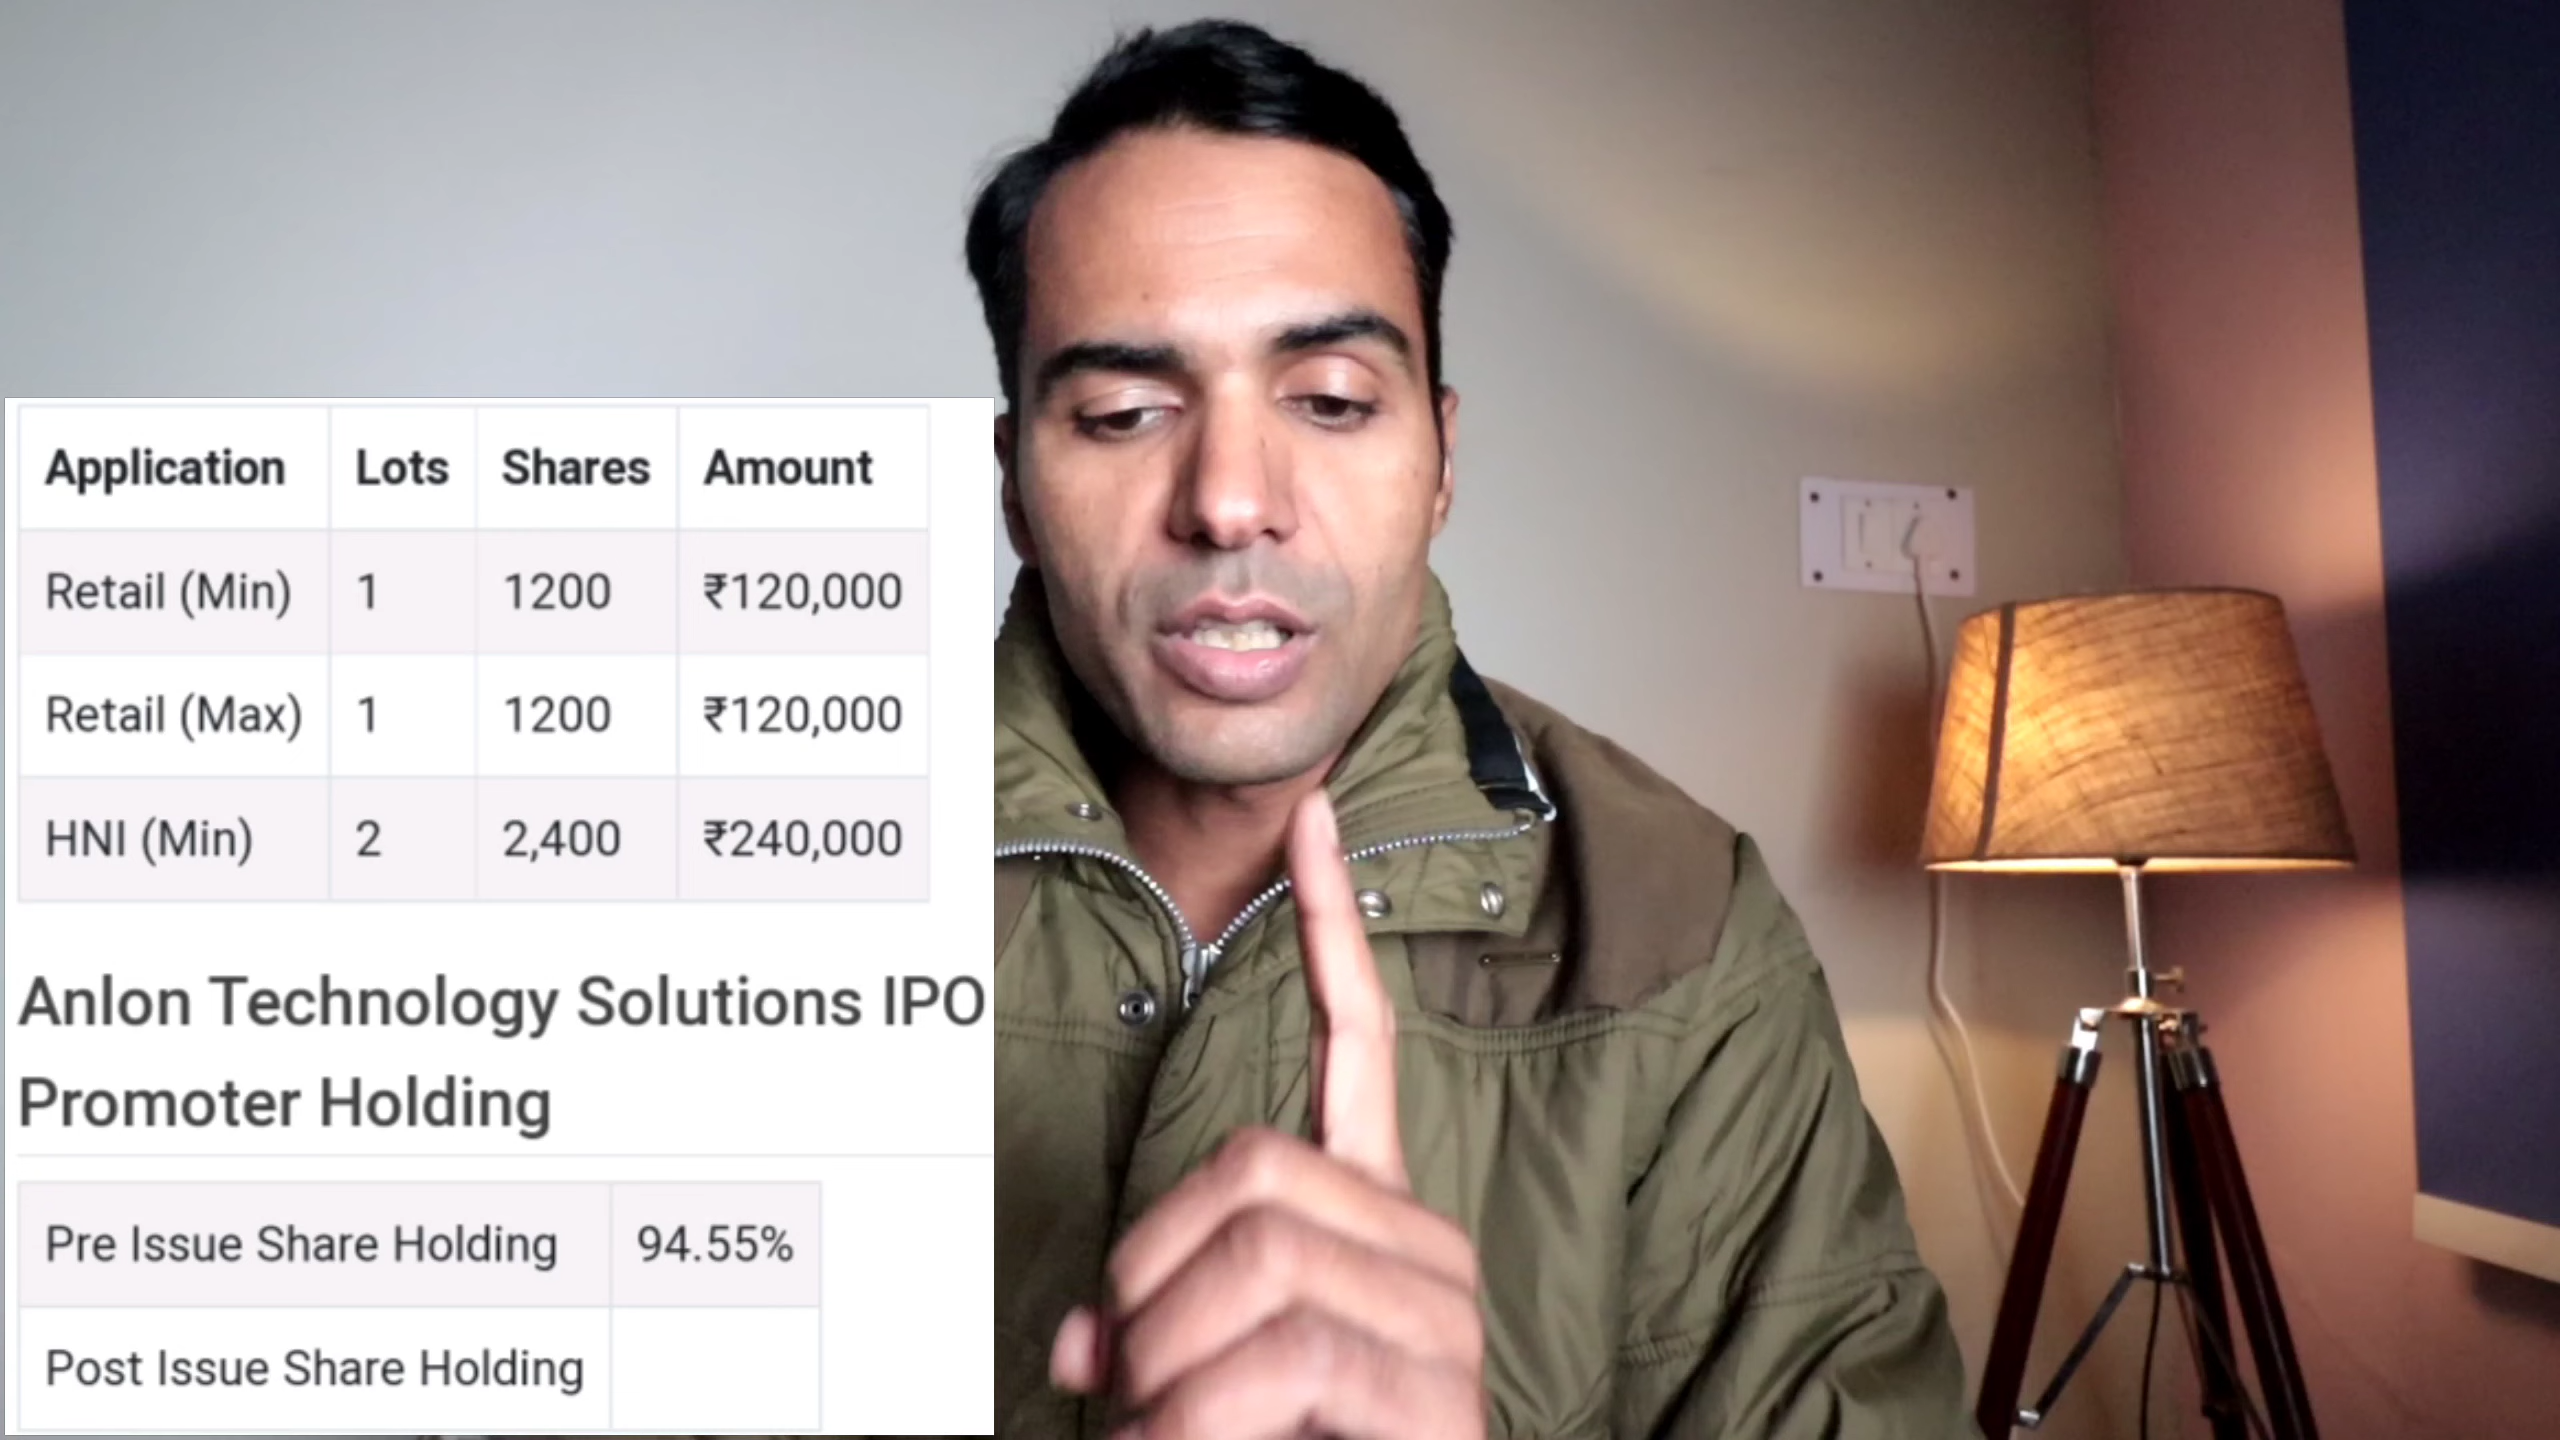 Application Lots Shares Amount
Retail (Min) 1 1200 ₹120,000
Retail (Max) 1 1200 ₹120,000
HNI (Min) 2 2,400 ₹240,000
Anlon Technology Solutions IPO
Promoter Holding
Pre Issue Share Holding 94.55%
Post Issue Share Holding